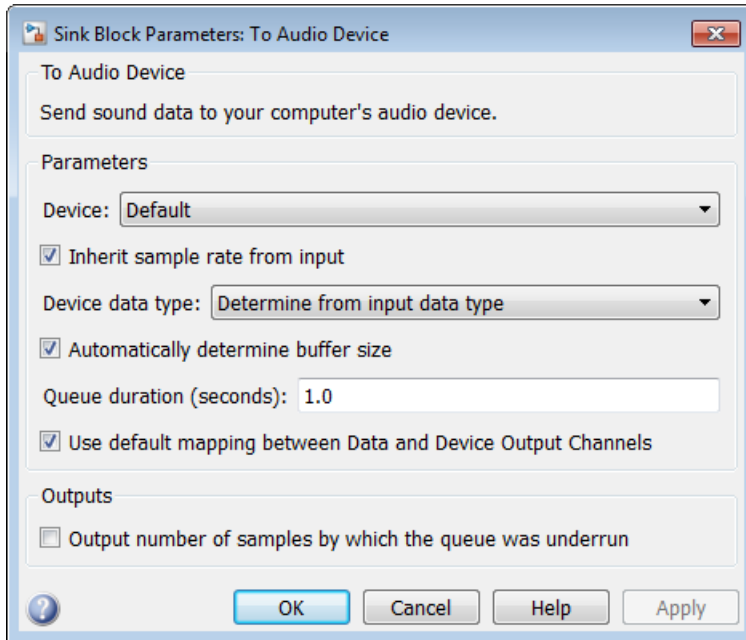 Sink Block Parameters: To Audio Device
To Audio Device
Send sound data to your computer's audio device.
Parameters
Device: Default
Inherit sample rate from input
Device data type: Determine from input data type
Automatically determine buffer size
Queue duration (seconds): 1.0
Use default mapping between Data and Device Output Channels
Outputs
Output number of samples by which the queue was underrun
OK Cancel Help Apply